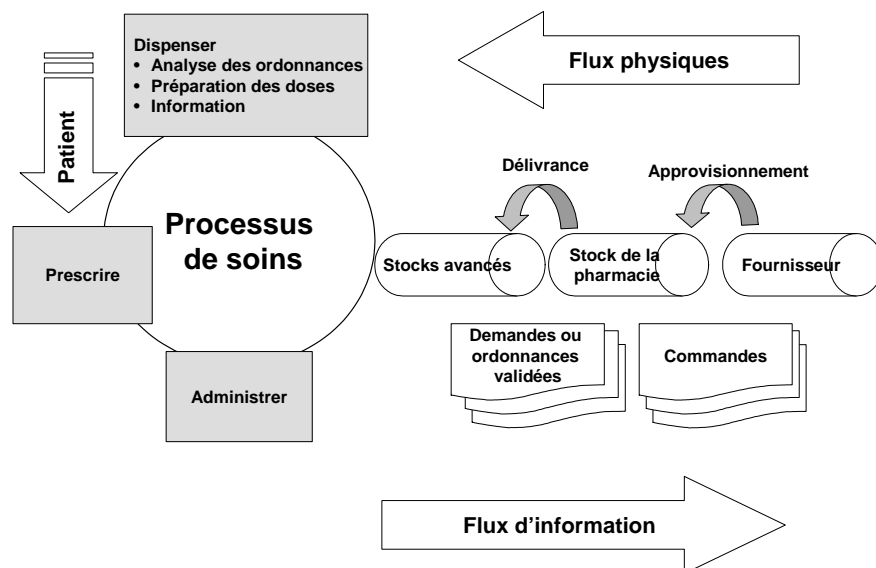 Dispenser
• Analyse des ordonnances
• Préparation des doses
• Information
Flux physiques
Patient
Délivrance
Approvisionnement
Processus
de soins
Prescrire
Stocks avancés
Stock de la
pharmacie
Fournisseur
Demandes ou
ordonnances
validées
Commandes
Administrer
Flux d'information